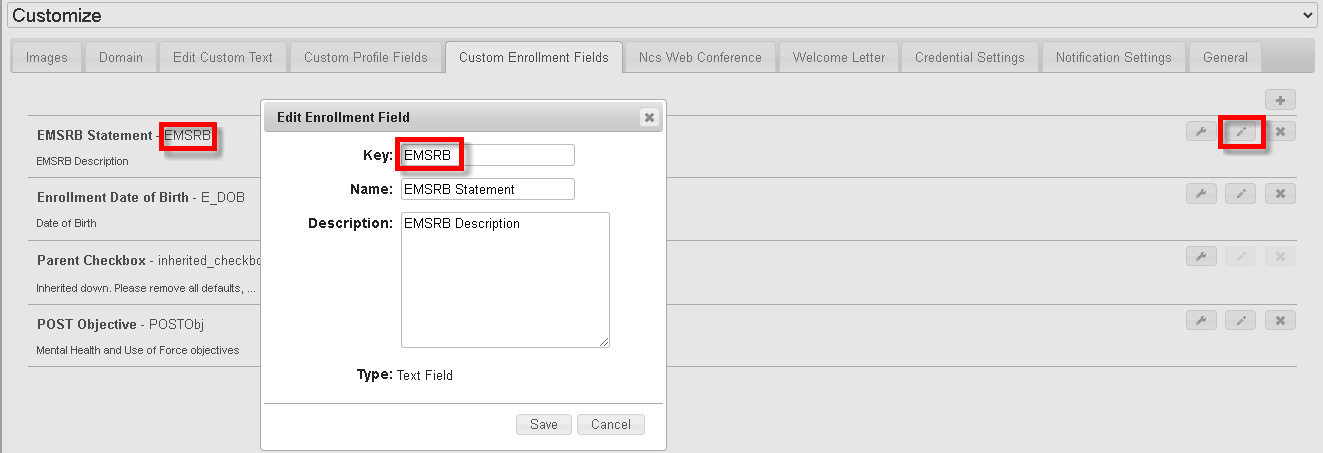 Customize
Images Domain Edit Custom Text Custom Profile Fields Custom Enrollment Fields Ncs Web Conference Welcome Letter Credential Settings Notification Settings General
EMSRB Statement - EMSRB
EMSRB Description
Enrollment Date of Birth - E_DOB
Date of Birth
Parent Checkbox - inherited_checkbo
Inherited down. Please remove all defaults, ...
POST Objective - POSTObj
Mental Health and Use of Force objectives
Edit Enrollment Field
Key: EMSRB
Name: EMSRB Statement
Description: EMSRB Description
Type: Text Field
Save Cancel